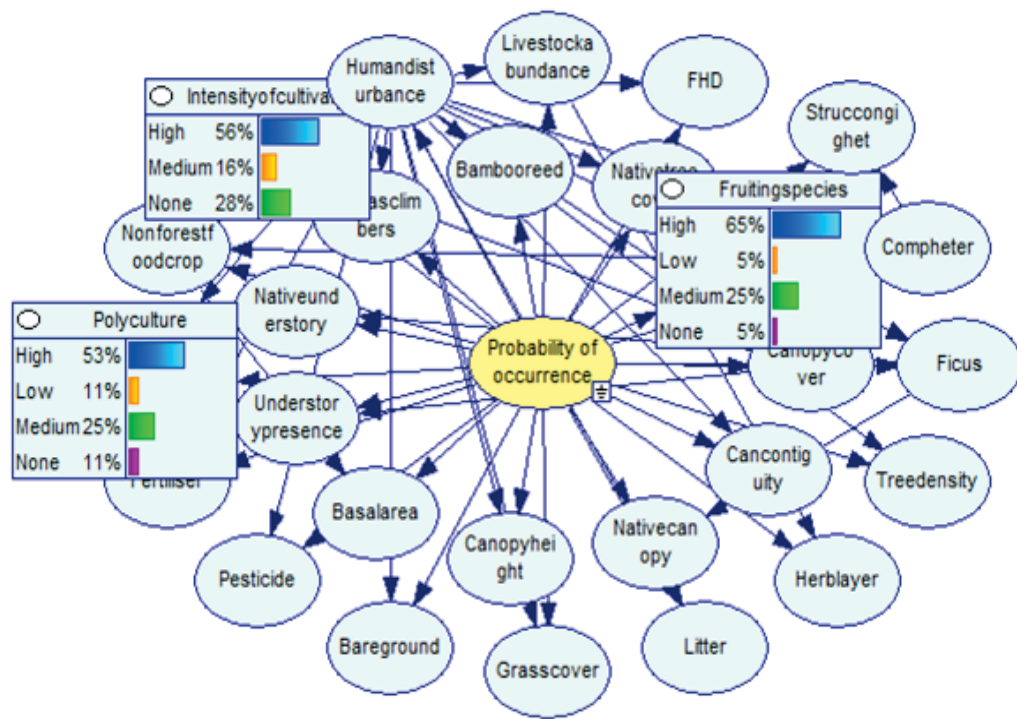 Humandist
urbance
Livestocka
bundance
FHD
Struccongi
ghet
Intensityofcultivat
High 56%
Medium 16%
None 28%
Bambooreed
Nativetree
cov
Fruitingspecies
High 65%
Low 5%
Medium 25%
None 5%
asclim
bers
Nonforestf
oodcrop
Compheter
Nativeund
erstory
Polyculture
High 53%
Low 11%
Medium 25%
None 11%
Probability of
occurrence
Canopyco
ver
Ficus
Understor
ypresence
Cancontig
uity
Treedensity
Fertiliser
Basalarea
Canopyhei
ght
Nativecan
opy
Pesticide
Herblayer
Bareground
Grasscover
Litter